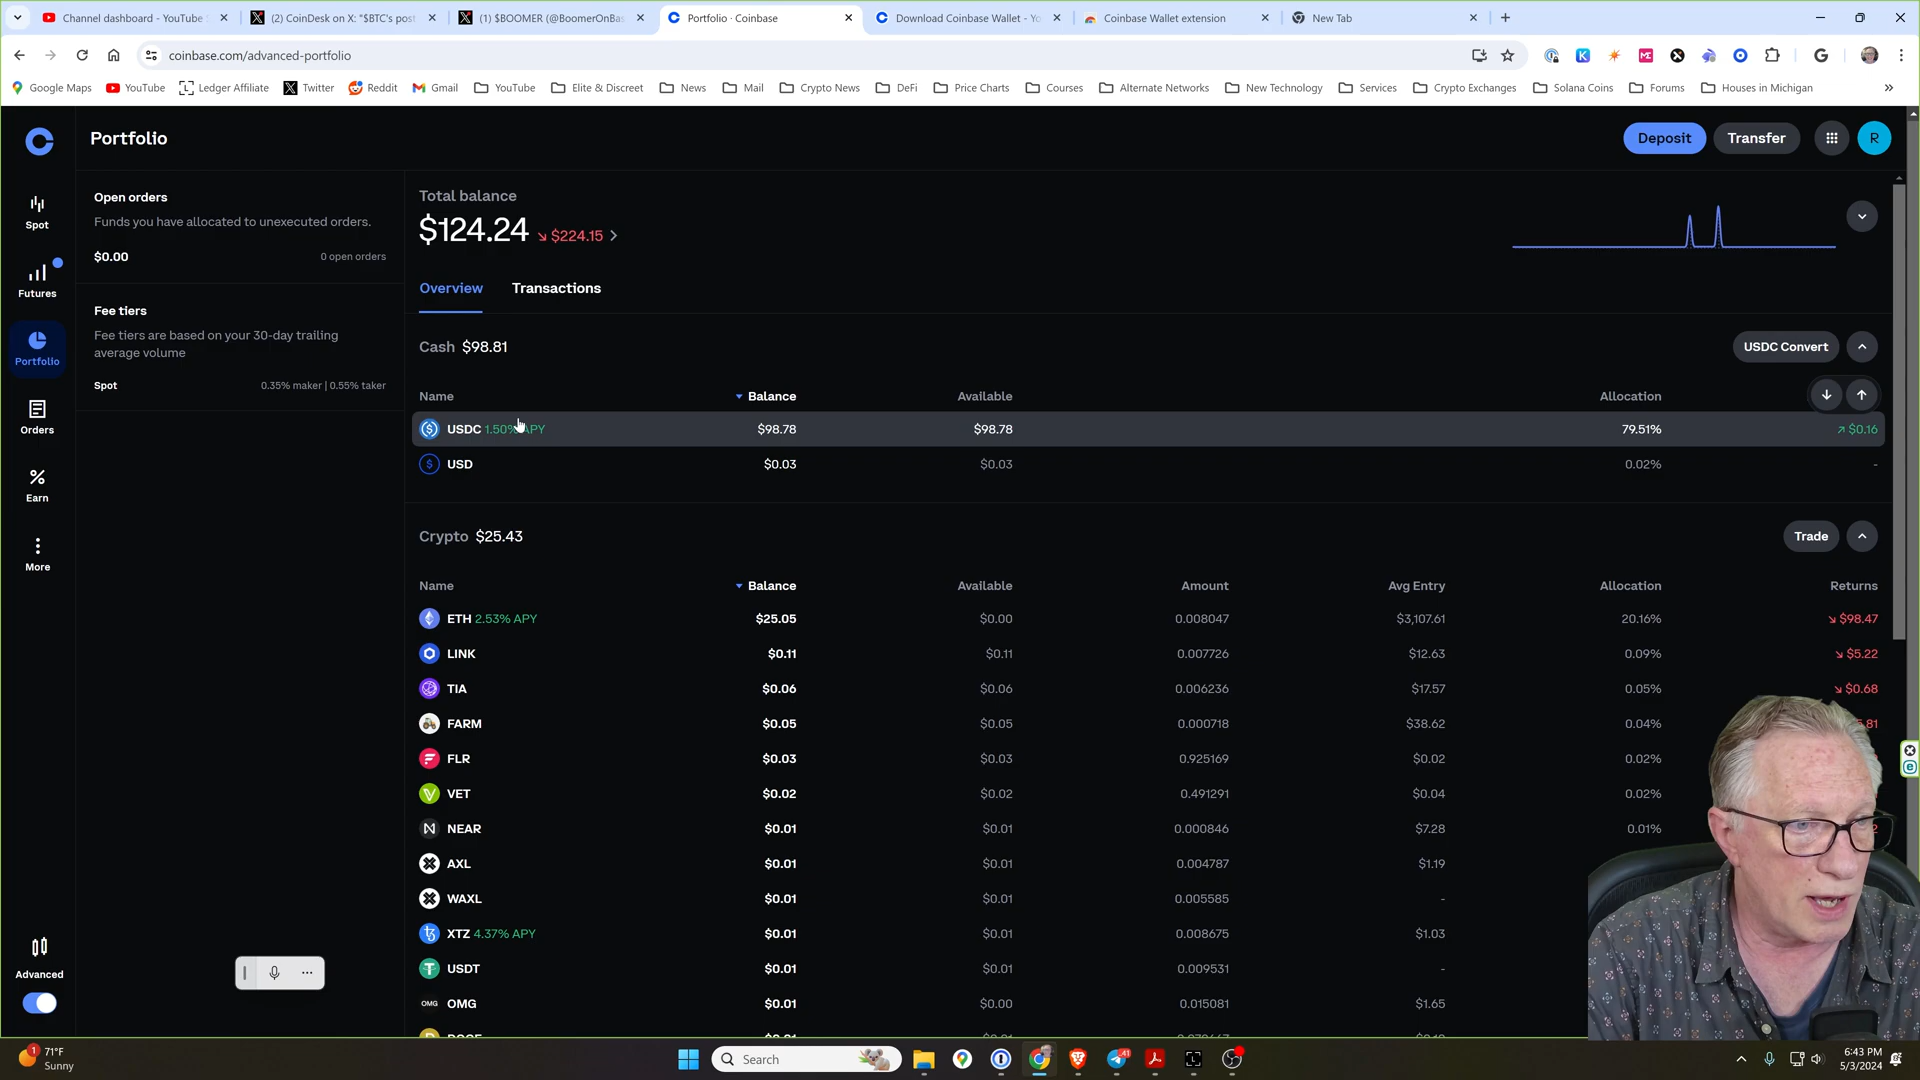 Channel dashboard - YouTube
(2) CoinDesk on X: "$BTC's post
(1) $BOOMER (@BoomerOnBas
Portfolio · Coinbase
Download Coinbase Wallet - Yo
Coinbase Wallet extension
New Tab
coinbase.com/advanced-portfolio
Google Maps YouTube Ledger Affiliate Twitter Reddit Gmail YouTube Elite & Discreet News Mail Crypto News DeFi Price Charts Courses Alternate Networks New Technology Services Crypto Exchanges Solana Coins Forums Houses in Michigan »
Portfolio
Deposit Transfer R
Spot
Futures
Portfolio
Orders
Earn
More
Advanced
Open orders
Funds you have allocated to unexecuted orders.
$0.00 0 open orders
Fee tiers
Fee tiers are based on your 30-day trailing
average volume
Spot 0.35% maker | 0.55% taker
Total balance
$124.24 ↘ $224.15 >
Overview Transactions
Cash $98.81 USDC Convert
Name Balance Available Allocation
USDC 1.50% APY $98.78 $98.78 79.51% ↗ $0.16
USD $0.03 $0.03 0.02% -
Crypto $25.43 Trade
Name Balance Available Amount Avg Entry Allocation Returns
ETH 2.53% APY $25.05 $0.00 0.008047 $3,107.61 20.16% ↘ $98.47
LINK $0.11 $0.11 0.007726 $12.63 0.09% ↘ $5.22
TIA $0.06 $0.06 0.006236 $17.57 0.05% ↘ $0.68
FARM $0.05 $0.05 0.000718 $38.62 0.04%
FLR $0.03 $0.03 0.925169 $0.02 0.02%
VET $0.02 $0.02 0.491291 $0.04 0.02%
NEAR $0.01 $0.01 0.000846 $7.28 0.01%
AXL $0.01 $0.01 0.004787 $1.19
WAXL $0.01 $0.01 0.005585 -
XTZ 4.37% APY $0.01 $0.01 0.008675 $1.03
USDT $0.01 $0.01 0.009531 -
OMG OMG $0.01 $0.00 0.015081 $1.65
71°F
Sunny
Search
41
6:43 PM
5/3/2024